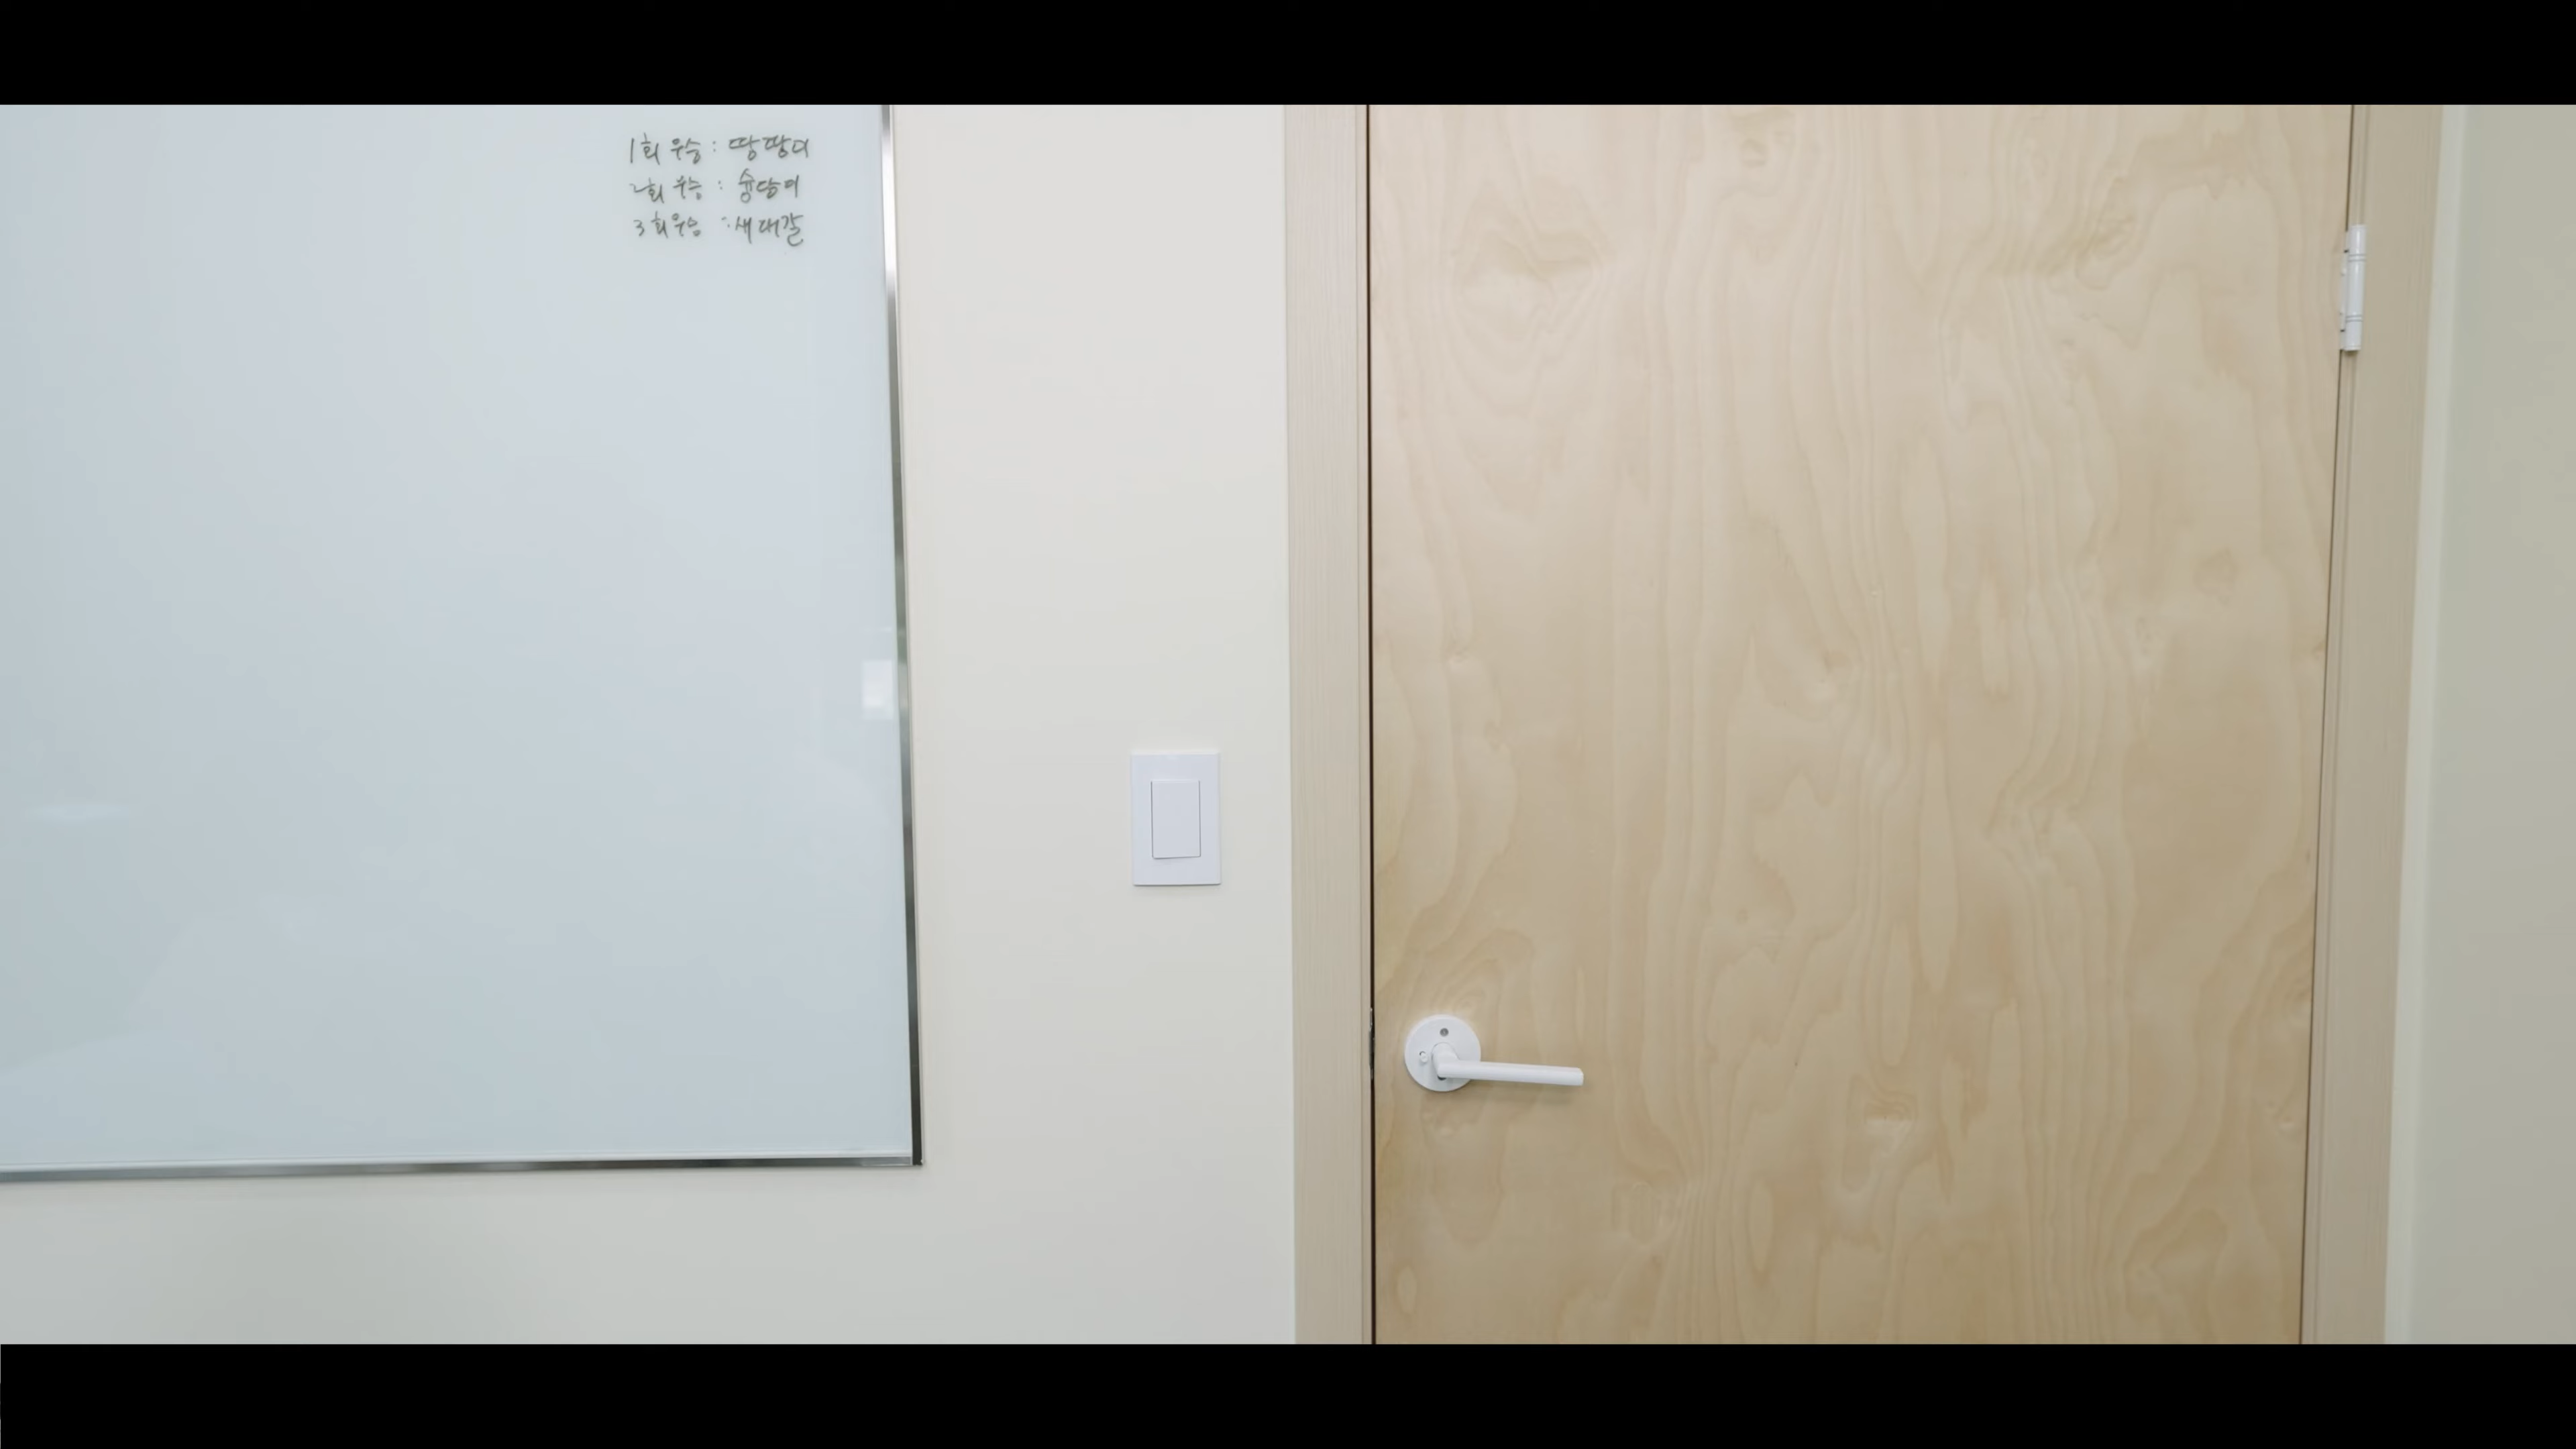 1회 우승 : 땅땅이
2회 우승 : 숭당이
3회 우승 : 새대갈